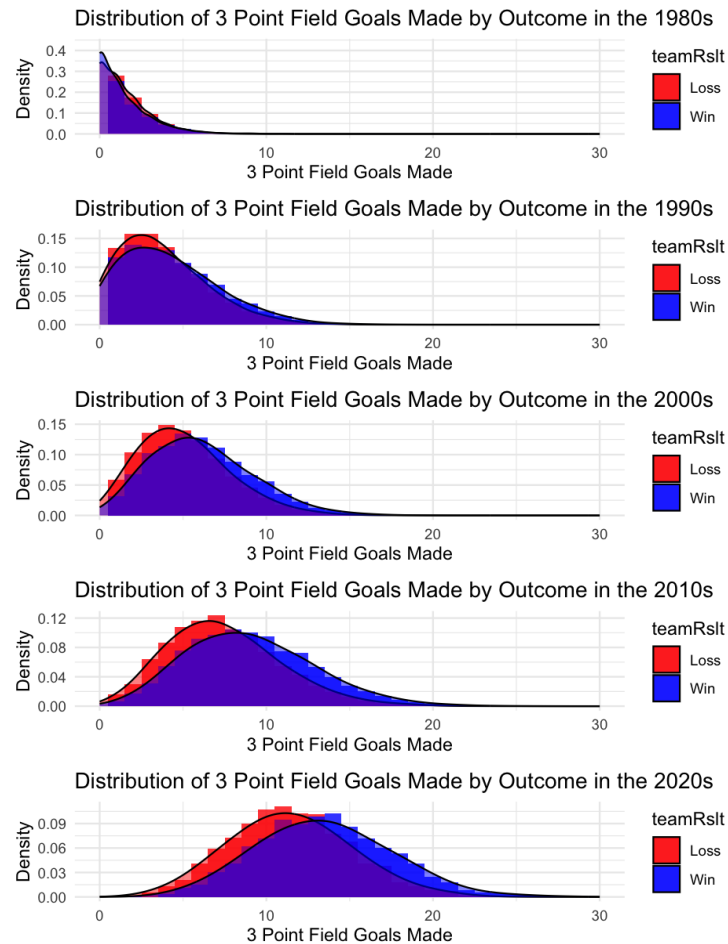 Distribution of 3 Point Field Goals Made by Outcome in the 1980s
Density
0.4
0.3
0.2
0.1
0.0
0 10 20 30
3 Point Field Goals Made
teamRslt
Loss
Win
Distribution of 3 Point Field Goals Made by Outcome in the 1990s
Density
0.15
0.10
0.05
0.00
0 10 20 30
3 Point Field Goals Made
teamRslt
Loss
Win
Distribution of 3 Point Field Goals Made by Outcome in the 2000s
Density
0.15
0.10
0.05
0.00
0 10 20 30
3 Point Field Goals Made
teamRslt
Loss
Win
Distribution of 3 Point Field Goals Made by Outcome in the 2010s
Density
0.12
0.08
0.04
0.00
0 10 20 30
3 Point Field Goals Made
teamRslt
Loss
Win
Distribution of 3 Point Field Goals Made by Outcome in the 2020s
Density
0.09
0.06
0.03
0.00
0 10 20 30
3 Point Field Goals Made
teamRslt
Loss
Win